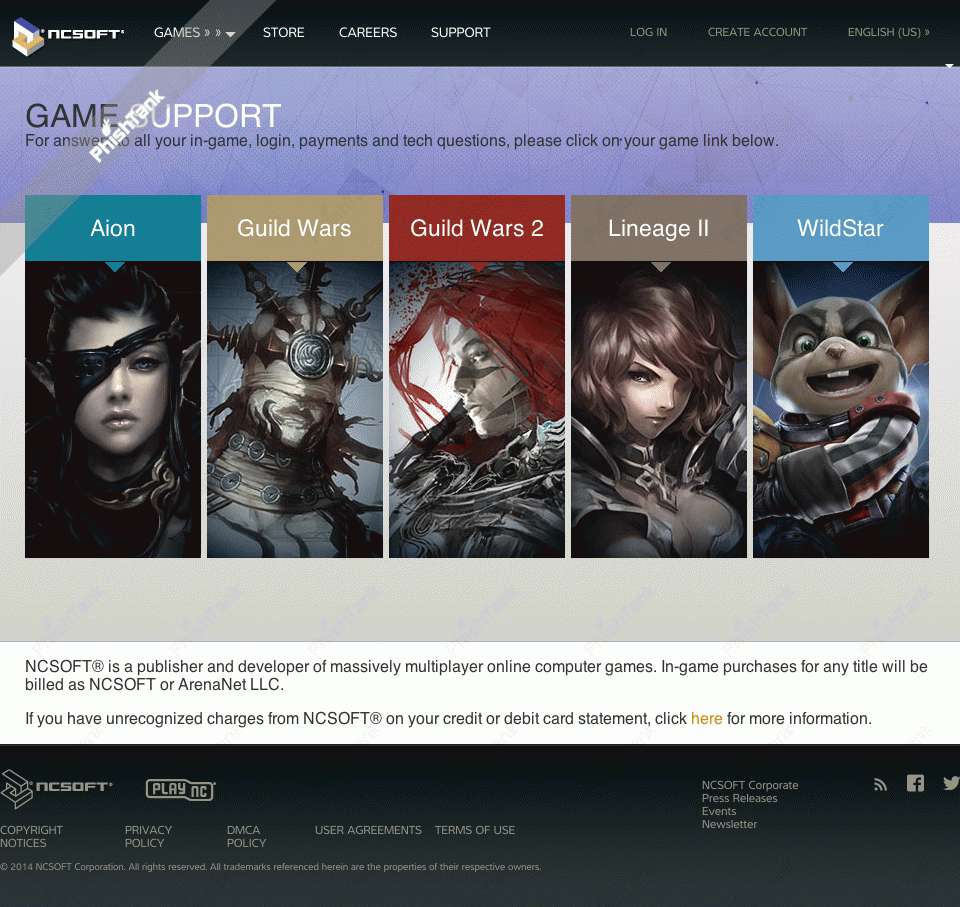 NCSOFT® GAMES » » STORE CAREERS SUPPORT LOG IN CREATE ACCOUNT ENGLISH (US) »
GAME SUPPORT
For answers to all your in-game, login, payments and tech questions, please click on your game link below.
PhishTank
Aion Guild Wars Guild Wars 2 Lineage II WildStar
NCSOFT® is a publisher and developer of massively multiplayer online computer games. In-game purchases for any title will be
billed as NCSOFT or ArenaNet LLC.
If you have unrecognized charges from NCSOFT® on your credit or debit card statement, click here for more information.
NCSOFT® PLAY NC
NCSOFT Corporate
Press Releases
Events
Newsletter
COPYRIGHT NOTICES
PRIVACY POLICY
DMCA POLICY
USER AGREEMENTS
TERMS OF USE
© 2014 NCSOFT Corporation. All rights reserved. All trademarks referenced herein are the properties of their respective owners.